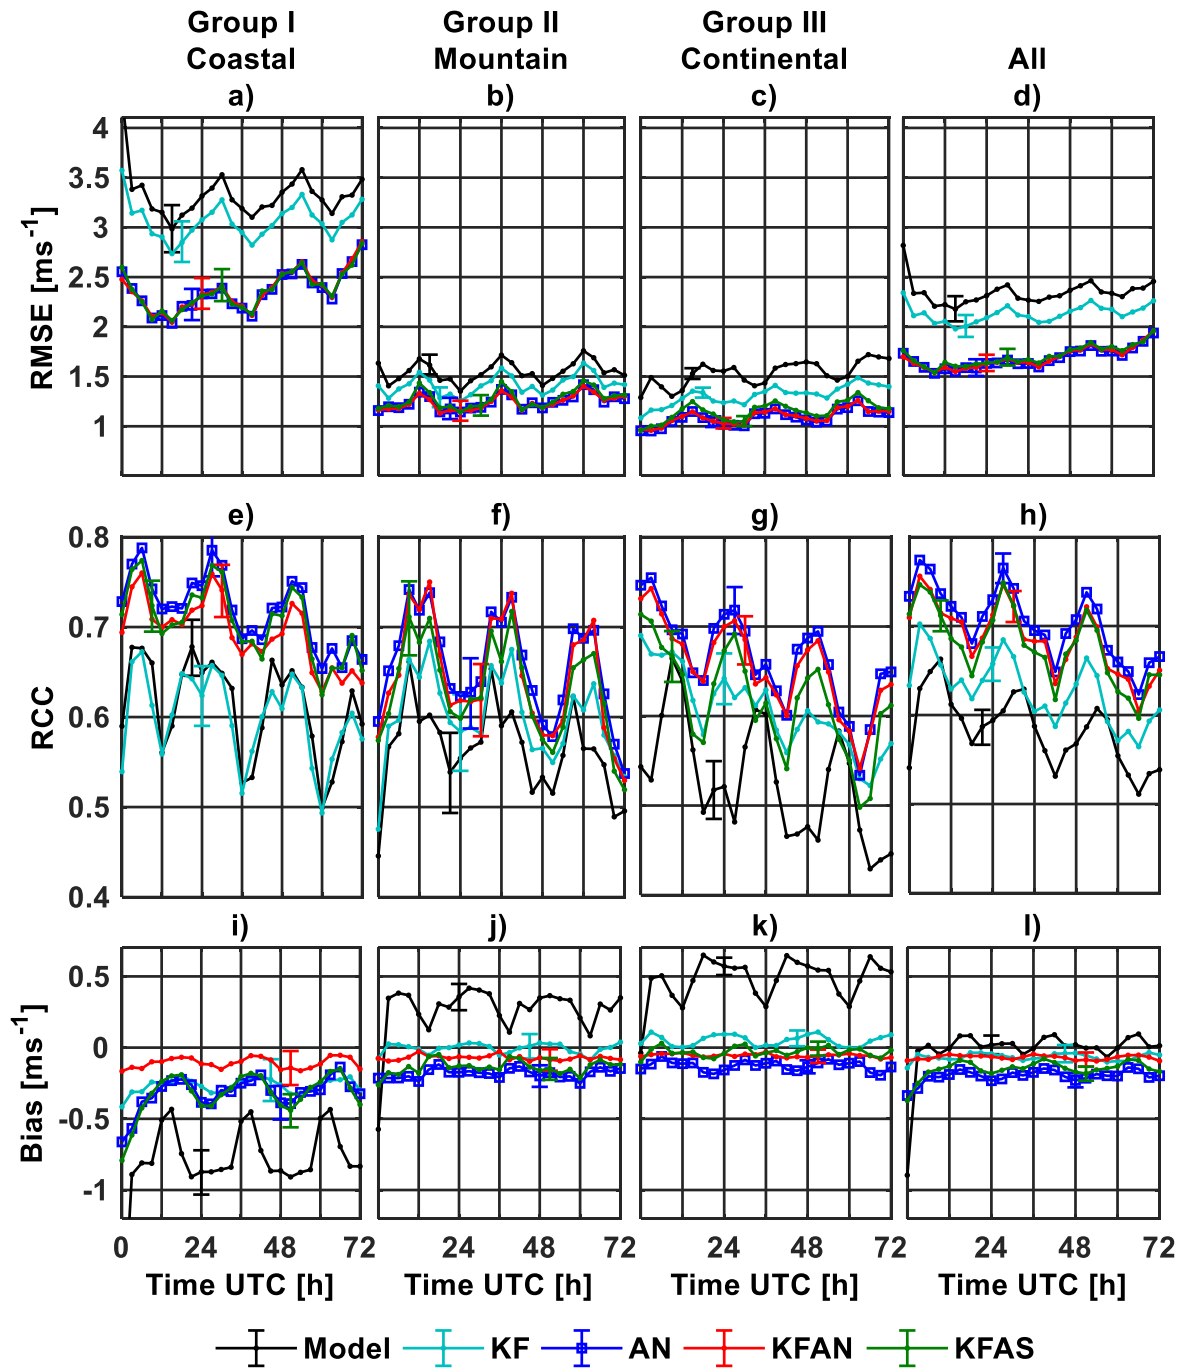 Group I Group II Group III
Coastal Mountain Continental All
a) b) c) d)
4
3.5
3
2.5
2
1.5
1
RMSE [ms-1]
e) f) g) h)
0.8
0.7
0.6
0.5
0.4
RCC
i) j) k) l)
0.5
0
-0.5
-1
Bias [ms-1]
0 24 48 72 24 48 72 24 48 72 24 48 72
Time UTC [h] Time UTC [h] Time UTC [h] Time UTC [h]
Model KF AN KFAN KFAS